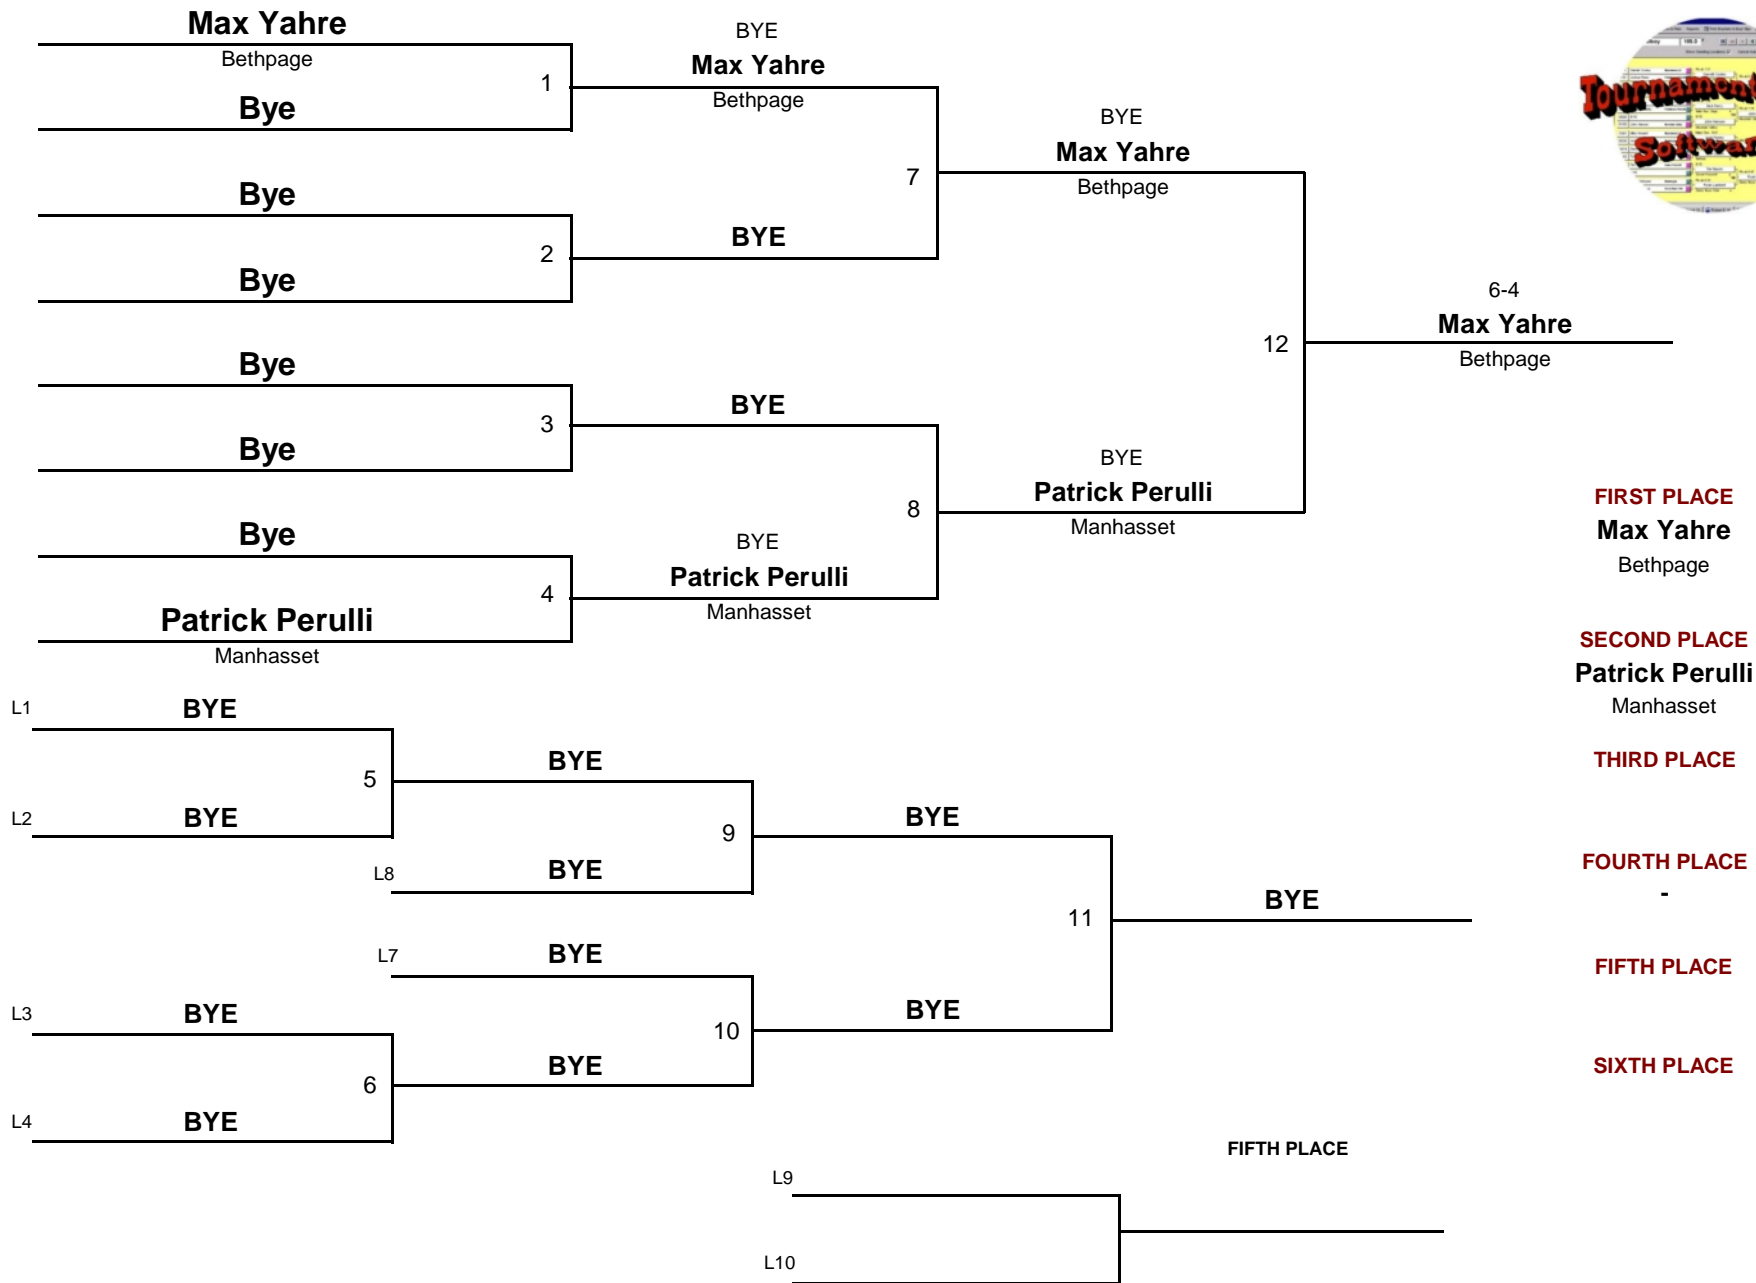 Max Yahre
Bethpage
1
Bye
BYE
Max Yahre
Bethpage
Bye
2
Bye
BYE
7
BYE
Max Yahre
Bethpage
Bye
3
Bye
BYE
Bye
4
Patrick Perulli
Manhasset
BYE
Patrick Perulli
Manhasset
8
BYE
Patrick Perulli
Manhasset
12
6-4
Max Yahre
Bethpage
Tournament
Softwar
FIRST PLACE
Max Yahre
Bethpage
SECOND PLACE
Patrick Perulli
Manhasset
THIRD PLACE
FOURTH PLACE
-
FIFTH PLACE
SIXTH PLACE
L1 BYE
5
L2 BYE
BYE
9
L8 BYE
BYE
L7 BYE
10
L3 BYE
6
L4 BYE
BYE
BYE
11
BYE
FIFTH PLACE
L9
L10